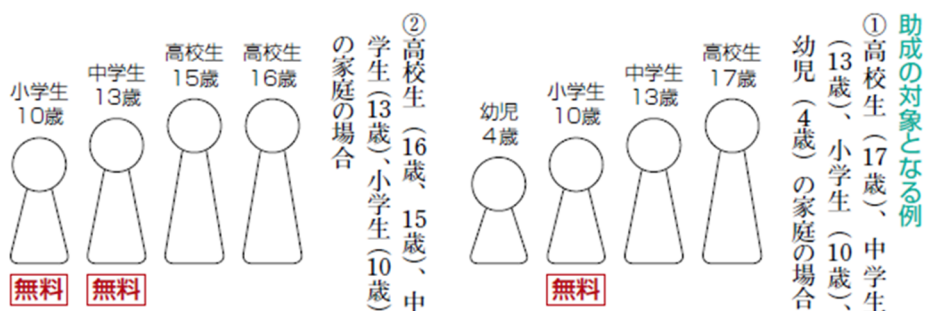 助成の対象となる例
①高校生（17歳）、中学生
（13歳）、小学生（10歳）、
幼児（4歳）の家庭の場合
高校生
17歳
中学生
13歳
小学生
10歳
無料
幼児
4歳
②高校生（16歳、15歳）、中
学生（13歳）、小学生（10歳）
の家庭の場合
高校生
16歳
高校生
15歳
中学生
13歳
無料
小学生
10歳
無料